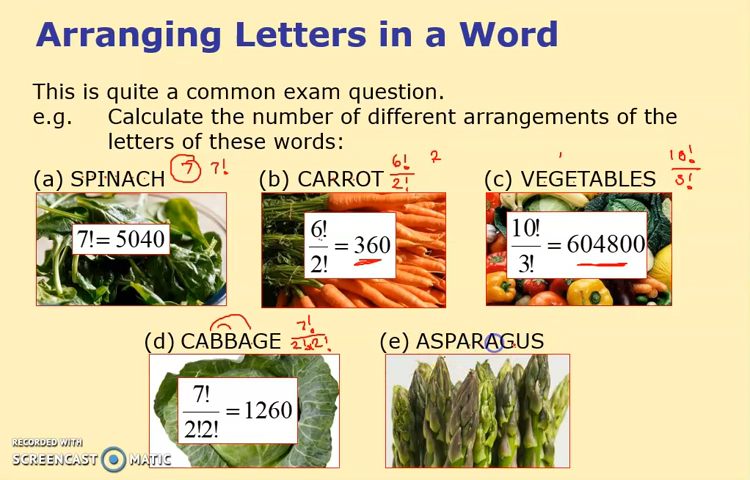 Arranging Letters in a Word
This is quite a common exam question.
e.g. Calculate the number of different arrangements of the
letters of these words:
(a) SPINACH 7 7!
(b) CARROT 6!/2! 2
(c) VEGETABLES 10!/3!
7! = 5040
6!/2! = 360
10!/3! = 604800
(d) CABBAGE 7!/2!x2!
(e) ASPARAGUS
7!/2!2! = 1260
RECORDED WITH
SCREENCAST MATIC